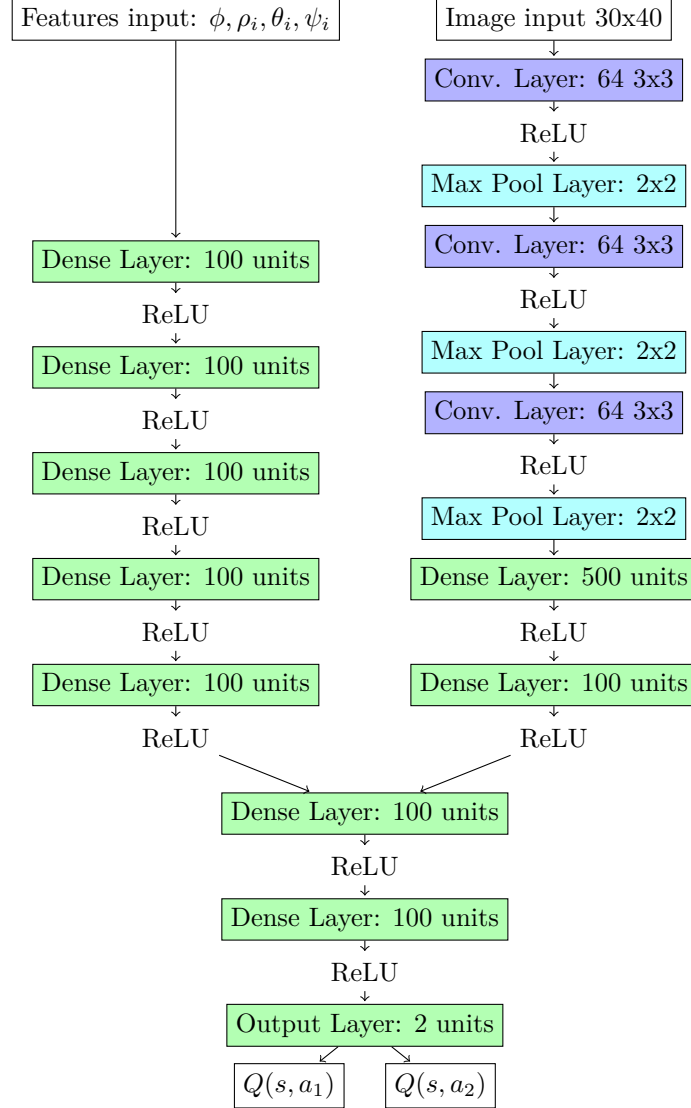 Features input: ϕ, ρ_i, θ_i, ψ_i
Dense Layer: 100 units
ReLU
Dense Layer: 100 units
ReLU
Dense Layer: 100 units
ReLU
Dense Layer: 100 units
ReLU
Dense Layer: 100 units
ReLU
Image input 30x40
Conv. Layer: 64 3x3
ReLU
Max Pool Layer: 2x2
Conv. Layer: 64 3x3
ReLU
Max Pool Layer: 2x2
Conv. Layer: 64 3x3
ReLU
Max Pool Layer: 2x2
Dense Layer: 500 units
ReLU
Dense Layer: 100 units
ReLU
Dense Layer: 100 units
ReLU
Dense Layer: 100 units
ReLU
Output Layer: 2 units
Q(s, a_1)
Q(s, a_2)